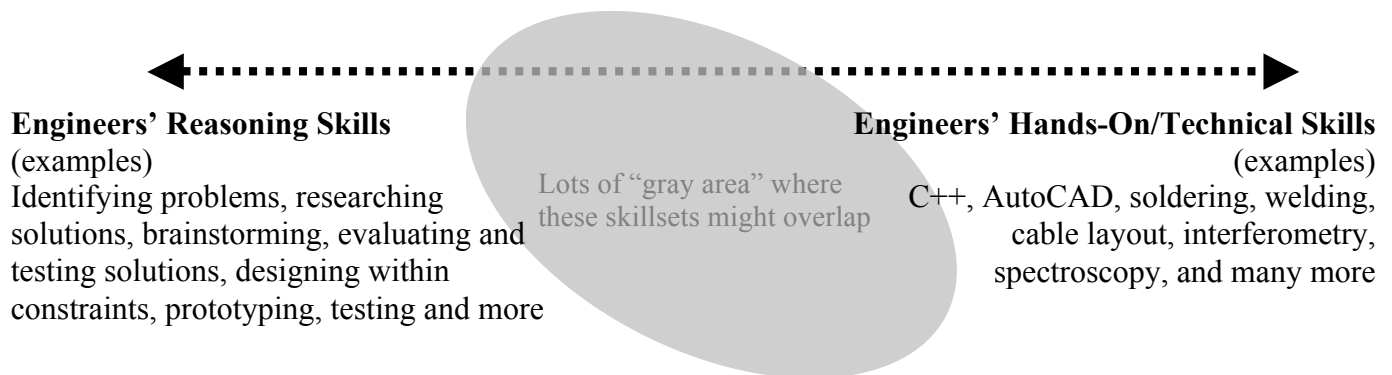 Engineers’ Reasoning Skills
(examples)
Identifying problems, researching
solutions, brainstorming, evaluating and
testing solutions, designing within
constraints, prototyping, testing and more
Lots of “gray area” where
these skillsets might overlap
Engineers’ Hands-On/Technical Skills
(examples)
C++, AutoCAD, soldering, welding,
cable layout, interferometry,
spectroscopy, and many more